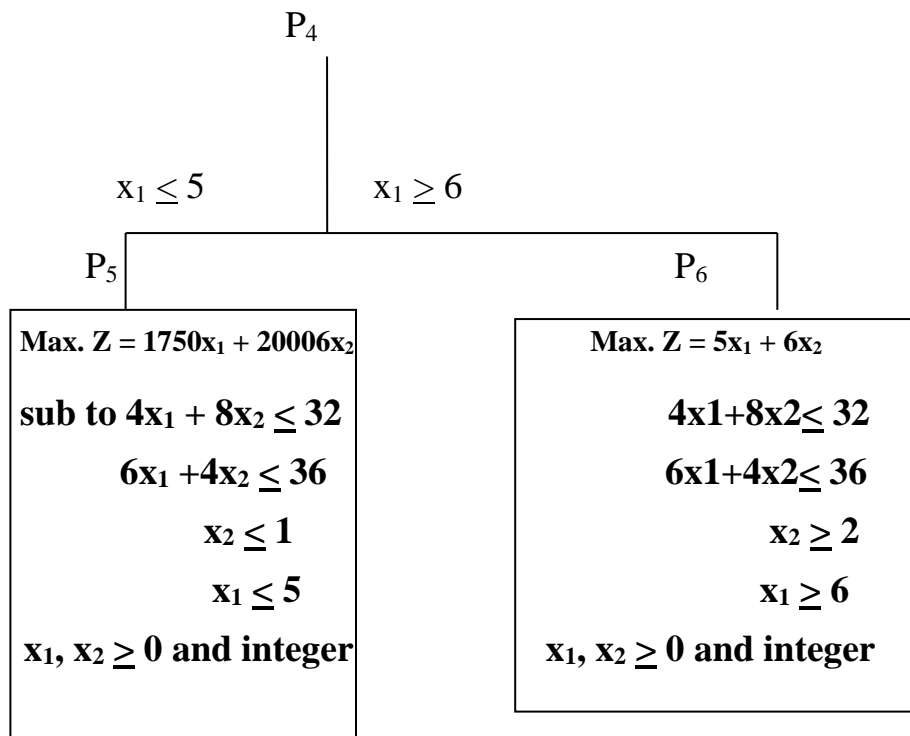 P₄
x₁ ≤ 5
x₁ ≥ 6
P₅
Max. Z = 1750x₁ + 20006x₂
sub to 4x₁ + 8x₂ ≤ 32
6x₁ +4x₂ ≤ 36
x₂ ≤ 1
x₁ ≤ 5
x₁, x₂ ≥ 0 and integer
P₆
Max. Z = 5x₁ + 6x₂
4x1+8x2≤ 32
6x1+4x2≤ 36
x₂ ≥ 2
x₁ ≥ 6
x₁, x₂ ≥ 0 and integer